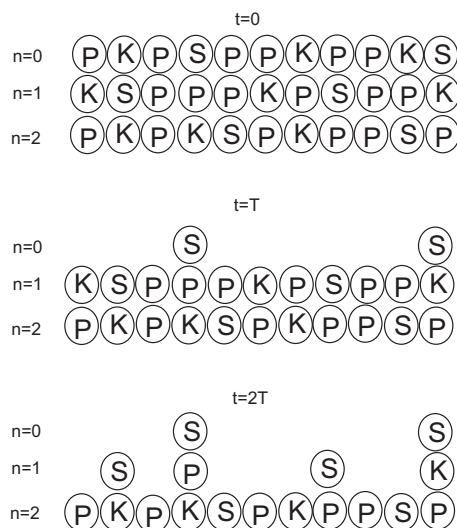 t=0
n=0 P K P S P P K P P K S
n=1 K S P P P K P S P P K
n=2 P K P K S P K P P S P
t=T
n=0 S S
n=1 K S P P P K P S P P K
n=2 P K P K S P K P P S P
t=2T
n=0 S S
n=1 S P S K
n=2 P K P K S P K P P S P